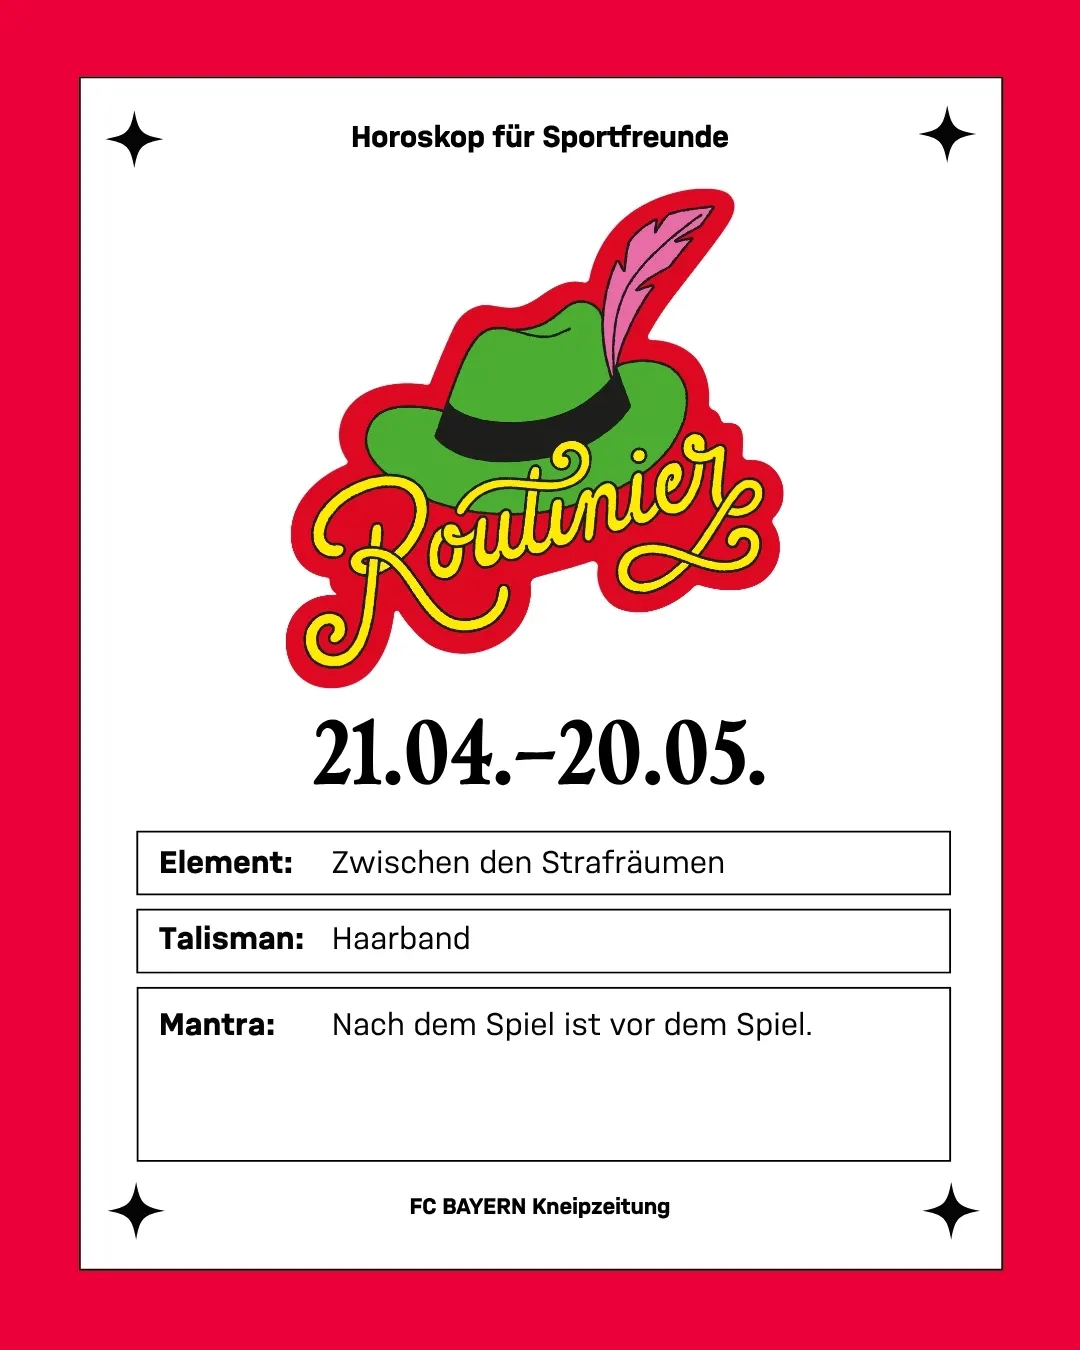 Horoskop für Sportfreunde
Routinier
21.04.–20.05.
Element: Zwischen den Strafräumen
Talisman: Haarband
Mantra: Nach dem Spiel ist vor dem Spiel.
FC BAYERN Kneipzeitung